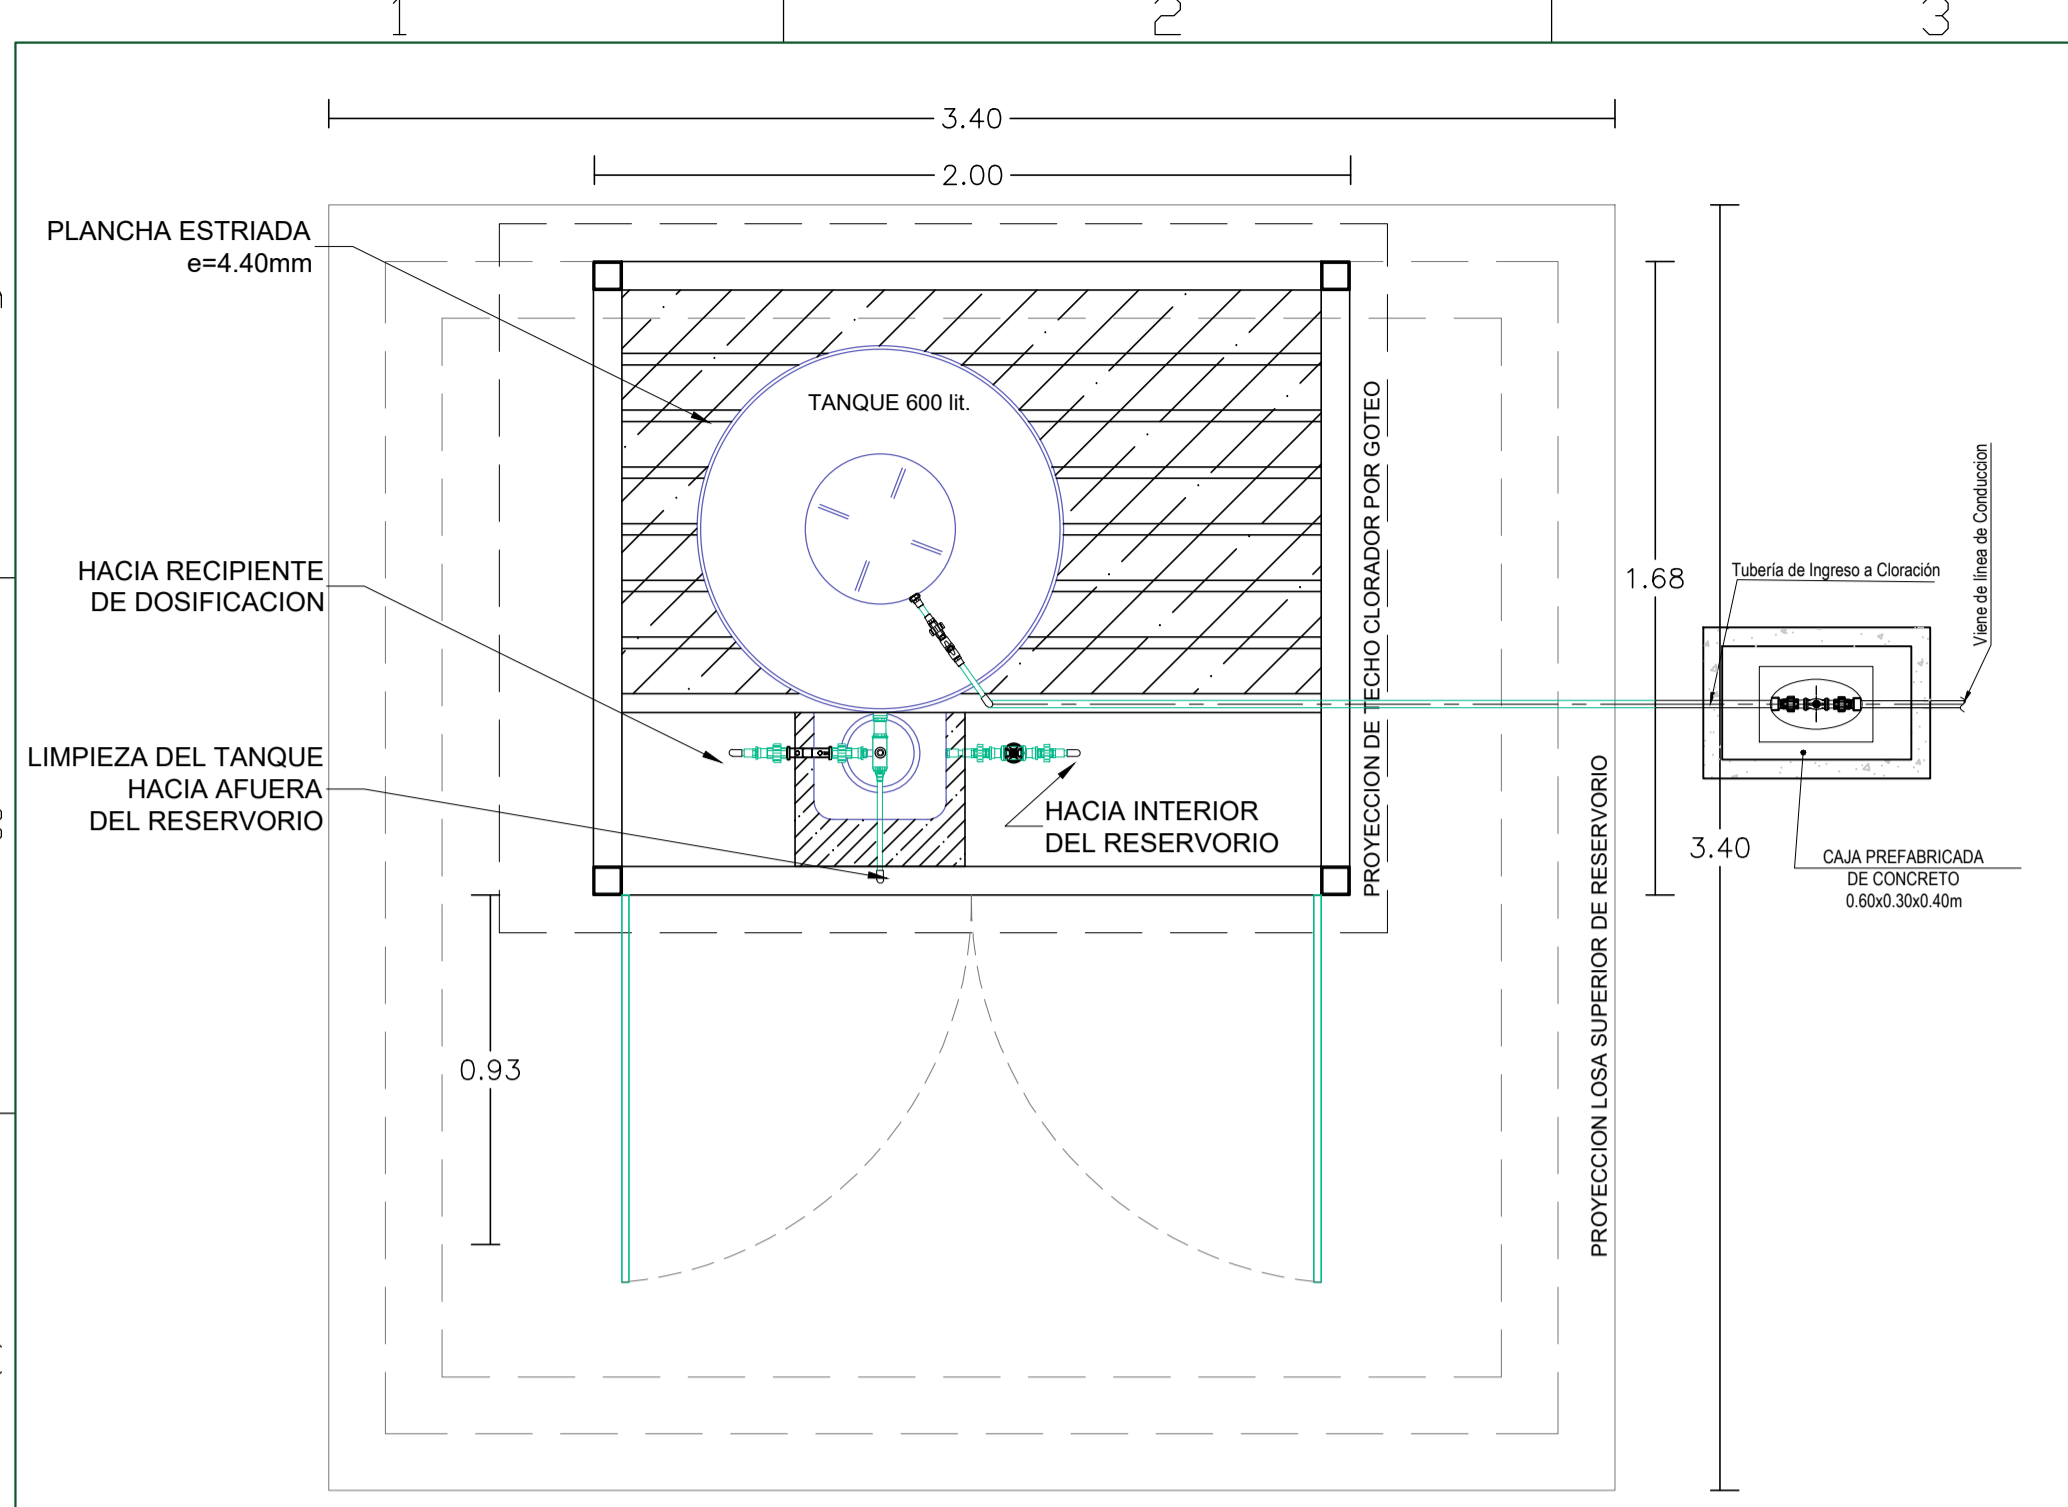 1
2
3
3.40
2.00
PLANCHA ESTRIADA
e=4.40mm
TANQUE 600 lit.
HACIA RECIPIENTE
DE DOSIFICACION
LIMPIEZA DEL TANQUE
HACIA AFUERA
DEL RESERVORIO
HACIA INTERIOR
DEL RESERVORIO
PROYECCION DE TECHO CLORADOR POR GOTEO
PROYECCION LOSA SUPERIOR DE RESERVORIO
1.68
3.40
0.93
Tubería de Ingreso a Cloración
Viene de linea de Conduccion
CAJA PREFABRICADA
DE CONCRETO
0.60x0.30x0.40m